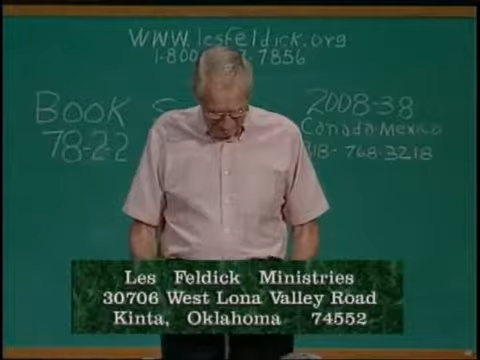 www.lesfeldick.org
1-800 7856
Book
78-2-2
2008-38
Canada Mexico
918-768-3218
Les Feldick Ministries
30706 West Lona Valley Road
Kinta, Oklahoma 74552